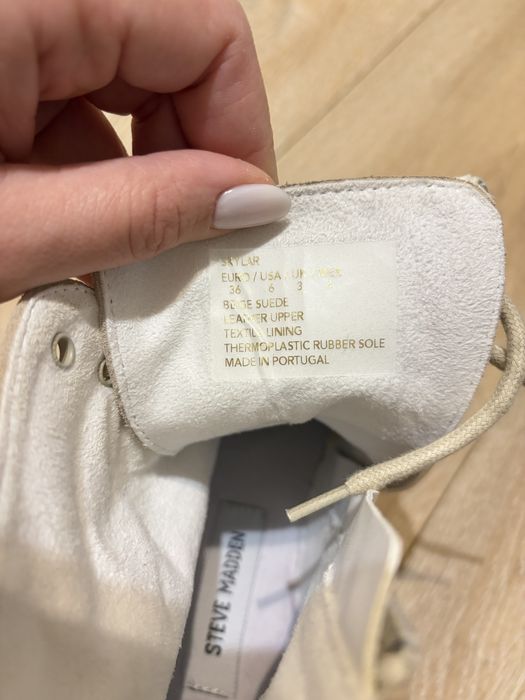 SKYLAR
EURO / USA / UK / MEX
36 6 3
BEIGE SUEDE
LEATHER UPPER
TEXTILE LINING
THERMOPLASTIC RUBBER SOLE
MADE IN PORTUGAL
STEVE MADDEN